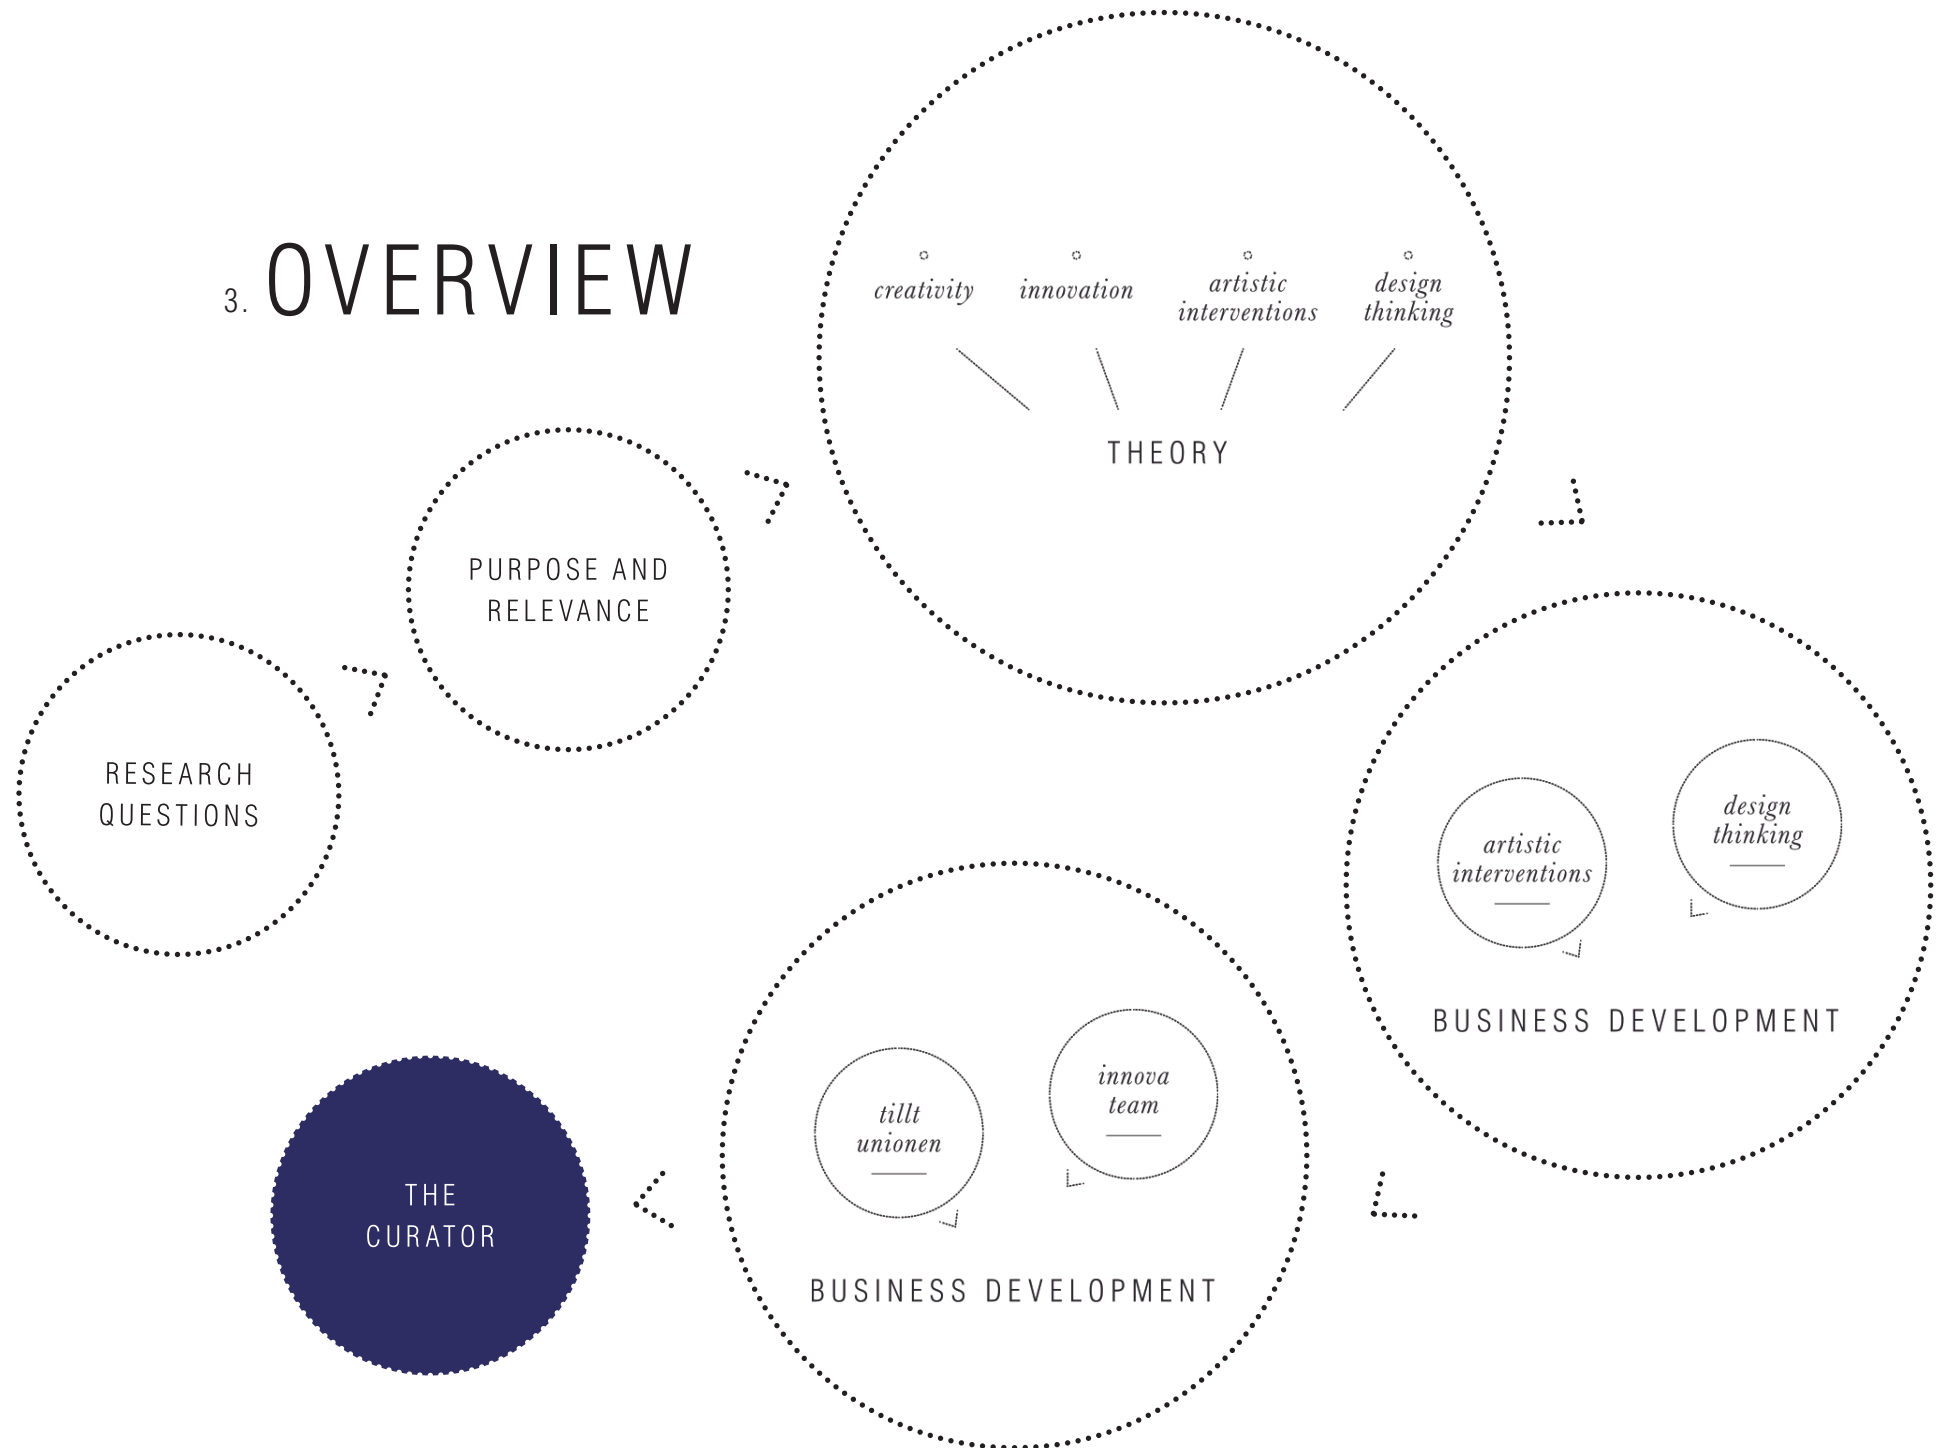 3. OVERVIEW
RESEARCH
QUESTIONS
PURPOSE AND
RELEVANCE
creativity
innovation
artistic
interventions
design
thinking
THEORY
artistic
interventions
design
thinking
BUSINESS DEVELOPMENT
tillt
unionen
innova
team
BUSINESS DEVELOPMENT
THE
CURATOR